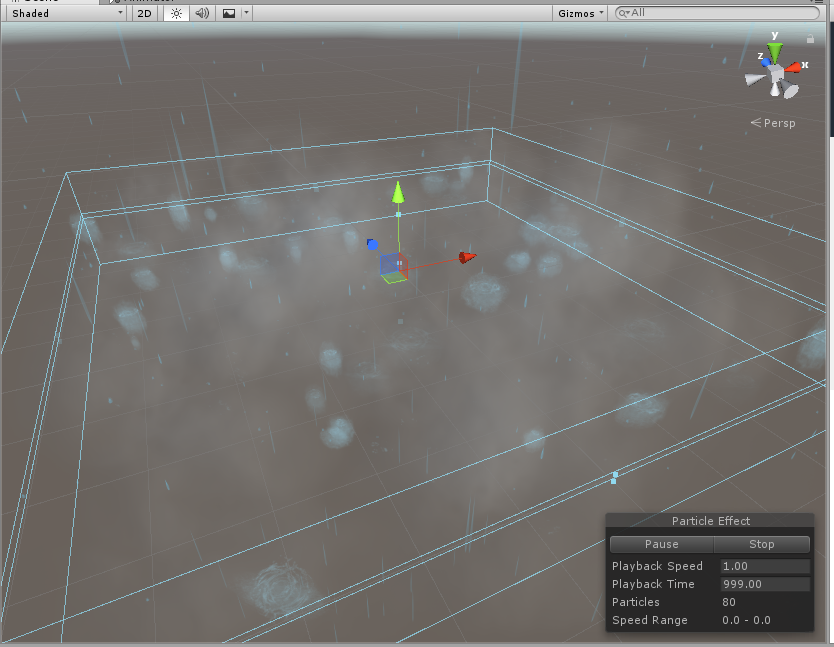 Shaded 2D Gizmos All
y
z x
Persp
Particle Effect
Pause Stop
Playback Speed 1.00
Playback Time 999.00
Particles 80
Speed Range 0.0 - 0.0